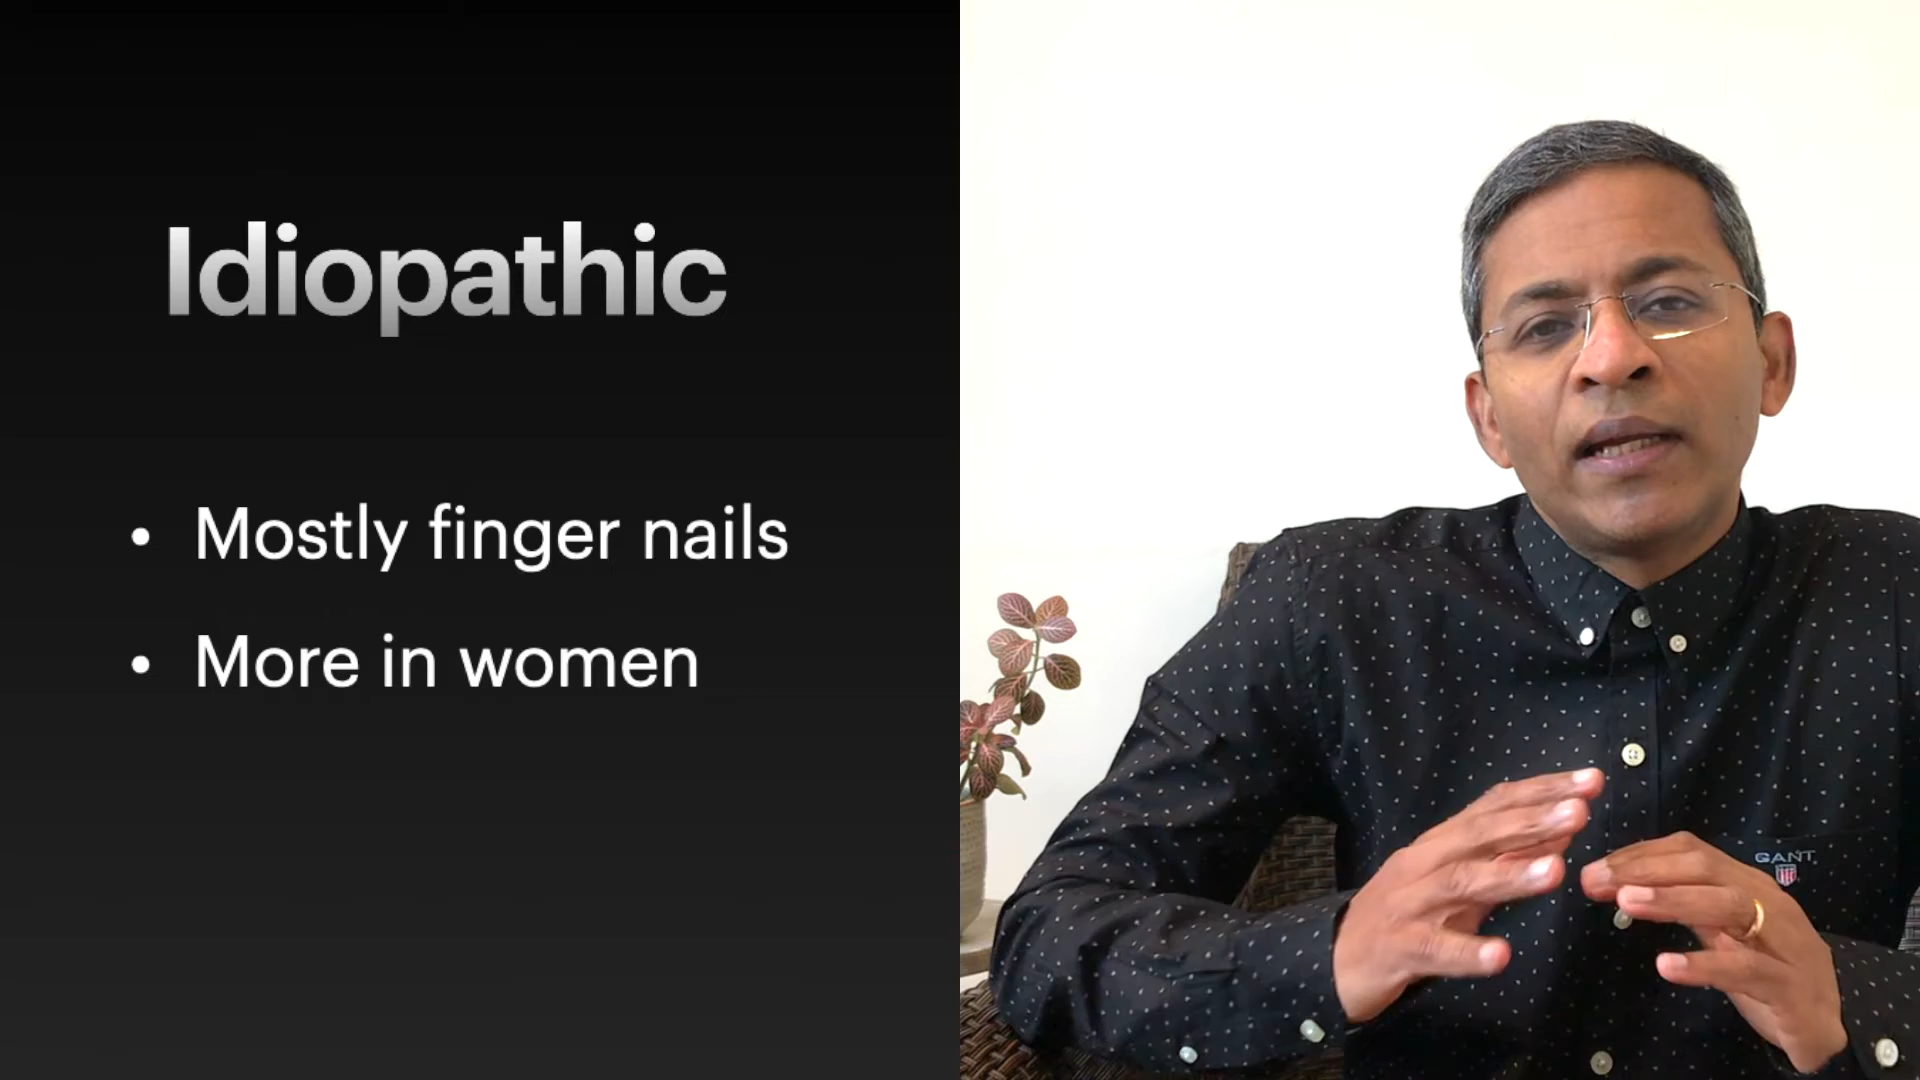 Idiopathic
• Mostly finger nails
• More in women
GANT